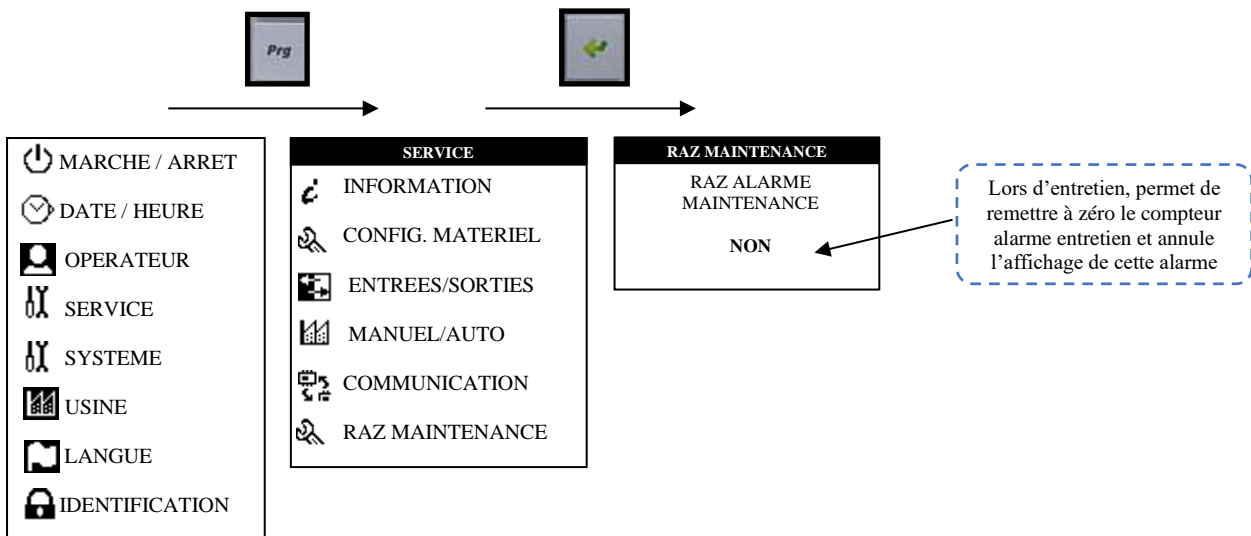 Prg
MARCHE / ARRET
DATE / HEURE
OPERATEUR
SERVICE
SYSTEME
USINE
LANGUE
IDENTIFICATION
SERVICE
INFORMATION
CONFIG. MATERIEL
ENTREES/SORTIES
MANUEL/AUTO
COMMUNICATION
RAZ MAINTENANCE
RAZ MAINTENANCE
RAZ ALARME
MAINTENANCE
NON
Lors d'entretien, permet de
remettre à zéro le compteur
alarme entretien et annule
l'affichage de cette alarme